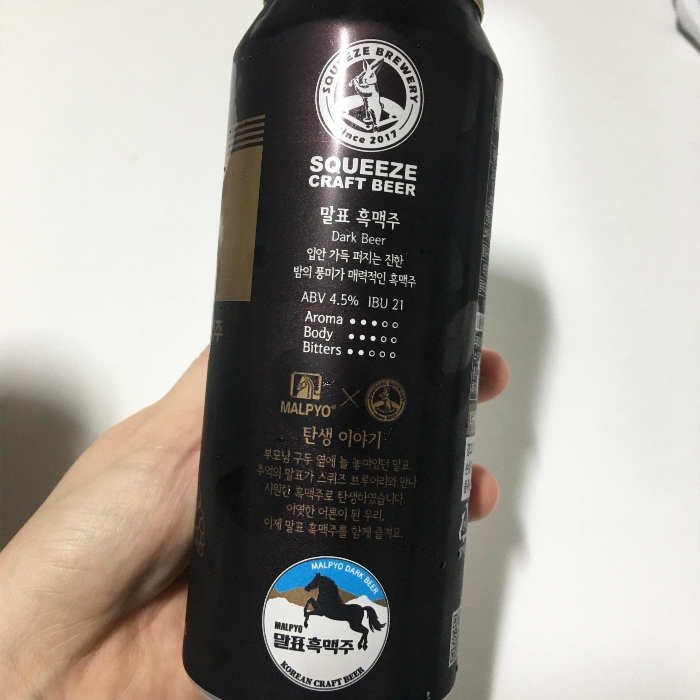 SQUEEZE BREWERY
Since 2017
SQUEEZE
CRAFT BEER
말표 흑맥주
Dark Beer
입안 가득 퍼지는 진한
밤의 풍미가 매력적인 흑맥주
ABV 4.5% IBU 21
Aroma
Body
Bitters
MALPYO
탄생 이야기
부모님 구두 옆에 늘 놓여있던 말표
추억의 말표가 스퀴즈 브루어리와 만나
시원한 흑맥주로 탄생하였습니다.
어엿한 어른이 된 우리,
이제 말표 흑맥주를 함께 즐겨요.
MALPYO DARK BEER
MALPYO
말표흑맥주
KOREAN CRAFT BEER